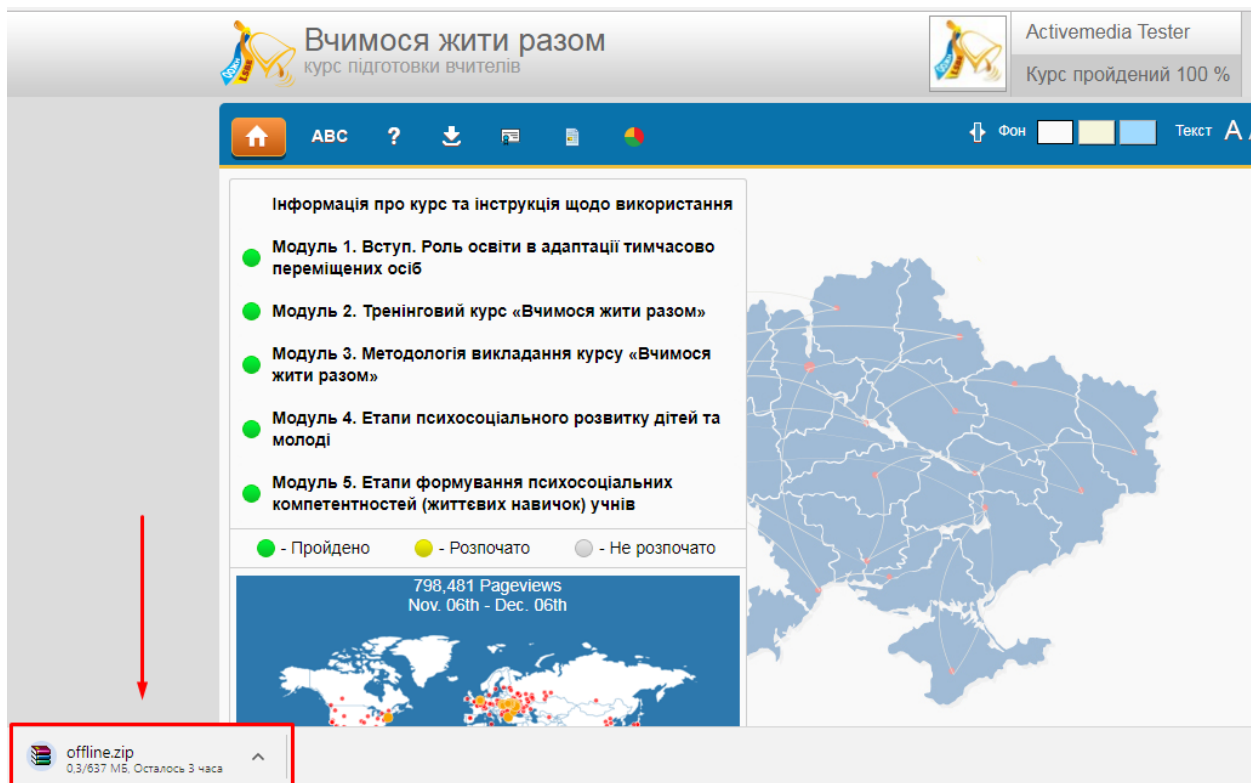 Вчимося жити разом
курс підготовки вчителів
Activemedia Tester
Курс пройдений 100 %
ABC
?
Фон
Текст А
Інформація про курс та інструкція щодо використання
Модуль 1. Вступ. Роль освіти в адаптації тимчасово
переміщених осіб
Модуль 2. Тренінговий курс «Вчимося жити разом»
Модуль 3. Методологія викладання курсу «Вчимося
жити разом»
Модуль 4. Етапи психосоціального розвитку дітей та
молоді
Модуль 5. Етапи формування психосоціальних
компетентностей (життєвих навичок) учнів
- Пройдено
- Розпочато
- Не розпочато
798,481 Pageviews
Nov. 06th - Dec. 06th
offline.zip
0,3/637 МБ, Осталось 3 часа